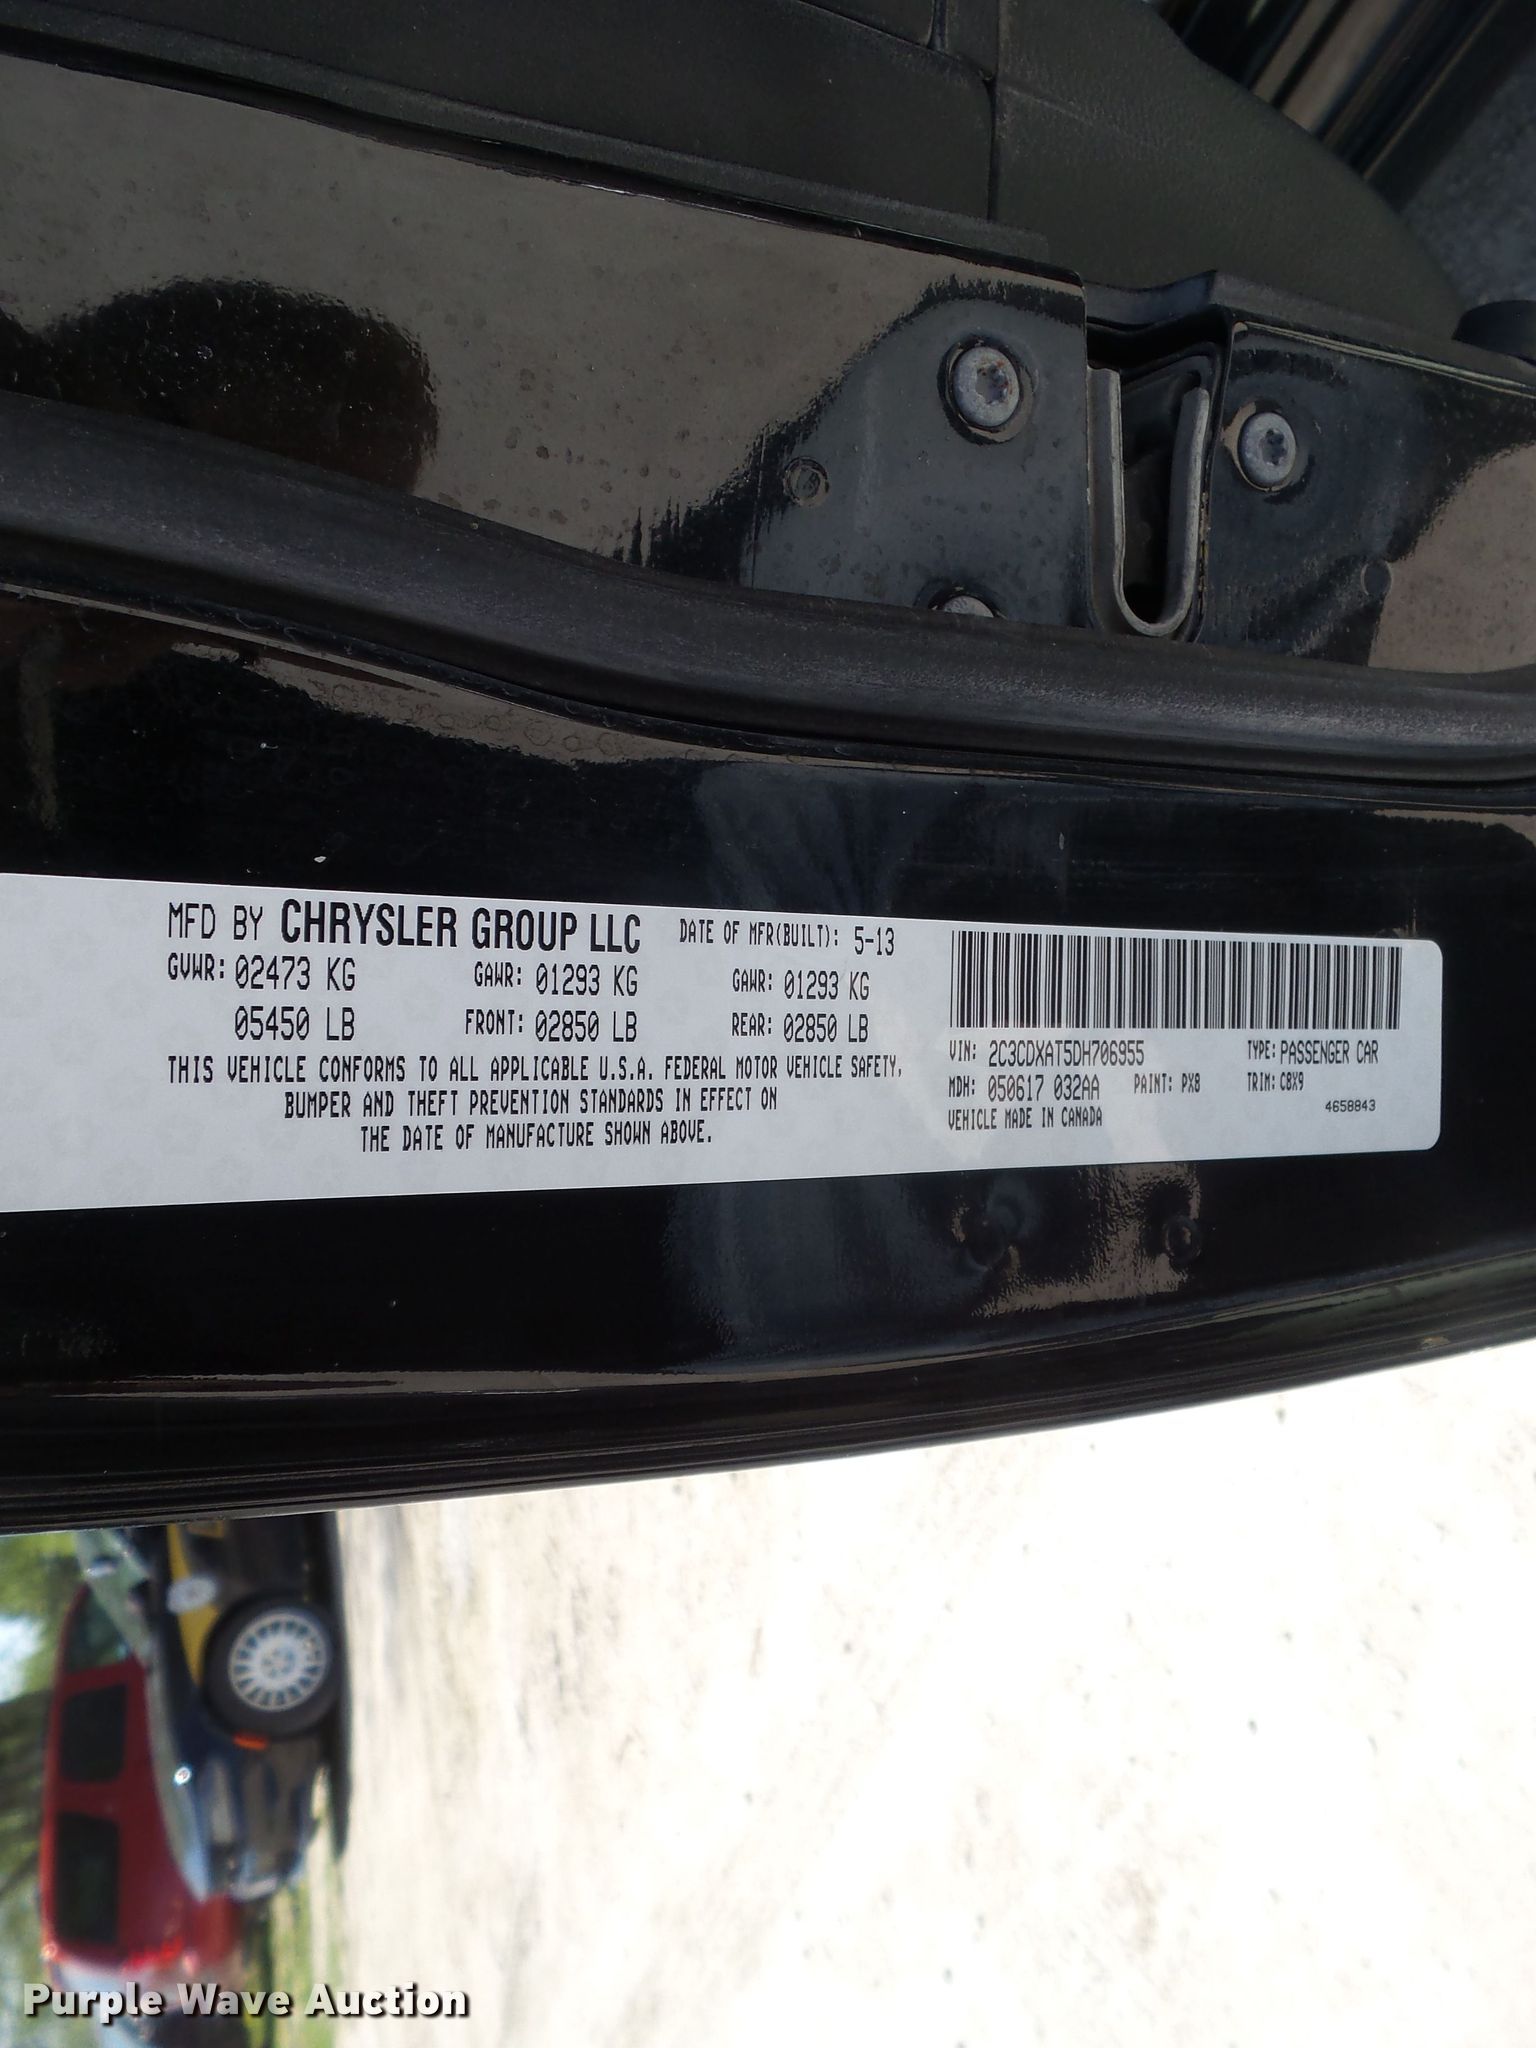 MFD BY CHRYSLER GROUP LLC DATE OF MFR(BUILT): 5-13
GVWR: 02473 KG GAWR: 01293 KG GAWR: 01293 KG
05450 LB FRONT: 02850 LB REAR: 02850 LB
THIS VEHICLE CONFORMS TO ALL APPLICABLE U.S.A. FEDERAL MOTOR VEHICLE SAFETY,
BUMPER AND THEFT PREVENTION STANDARDS IN EFFECT ON
THE DATE OF MANUFACTURE SHOWN ABOVE.
VIN: 2C3CDXAT5DH706955 TYPE: PASSENGER CAR
MDH: 050617 032AA PAINT: PX8 TRIM: C8X9
VEHICLE MADE IN CANADA 4658843
Purple Wave Auction